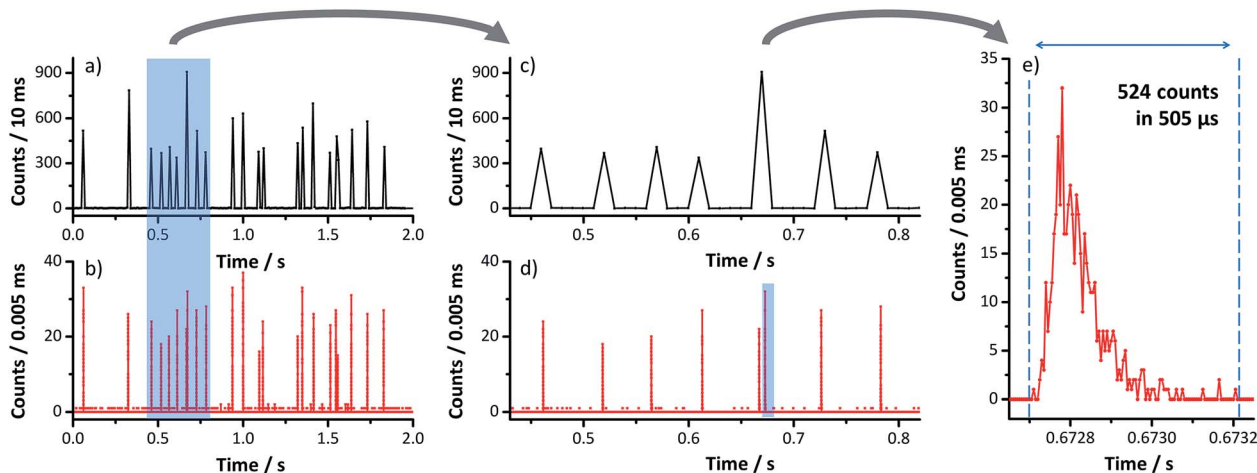 a)
Counts / 10 ms
900
600
300
0
0.0 0.5 1.0 1.5 2.0
Time / s
b)
Counts / 0.005 ms
40
20
0
0.0 0.5 1.0 1.5 2.0
Time / s
c)
Counts / 10 ms
900
600
300
0
0.5 0.6 0.7 0.8
Time / s
d)
Counts / 0.005 ms
40
20
0
0.5 0.6 0.7 0.8
Time / s
e)
524 counts
in 505 µs
Counts / 0.005 ms
35
30
25
20
15
10
5
0
0.6728 0.6730 0.6732
Time / s